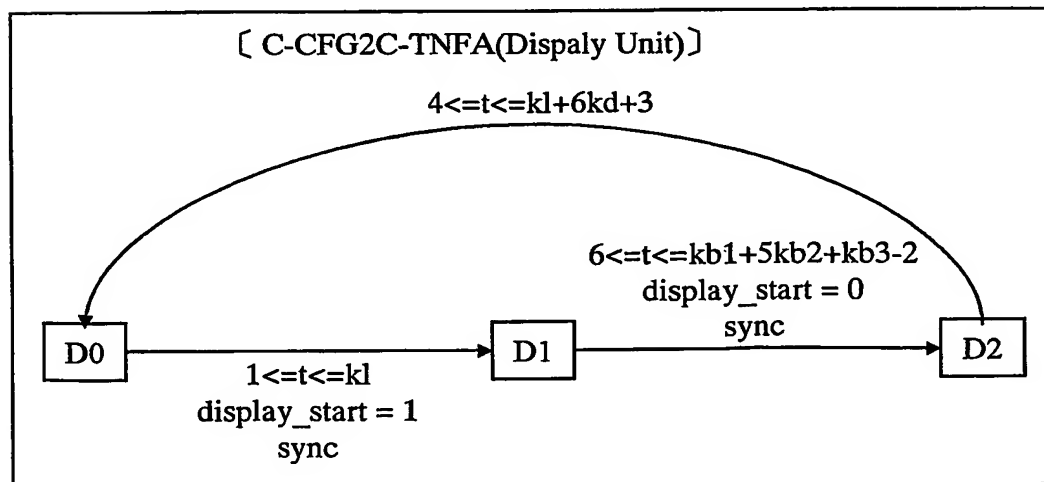 〔 C-CFG2C-TNFA(Dispaly Unit)〕
4<=t<=kl+6kd+3
6<=t<=kb1+5kb2+kb3-2
display_start = 0
sync
D0
D1
D2
1<=t<=kl
display_start = 1
sync